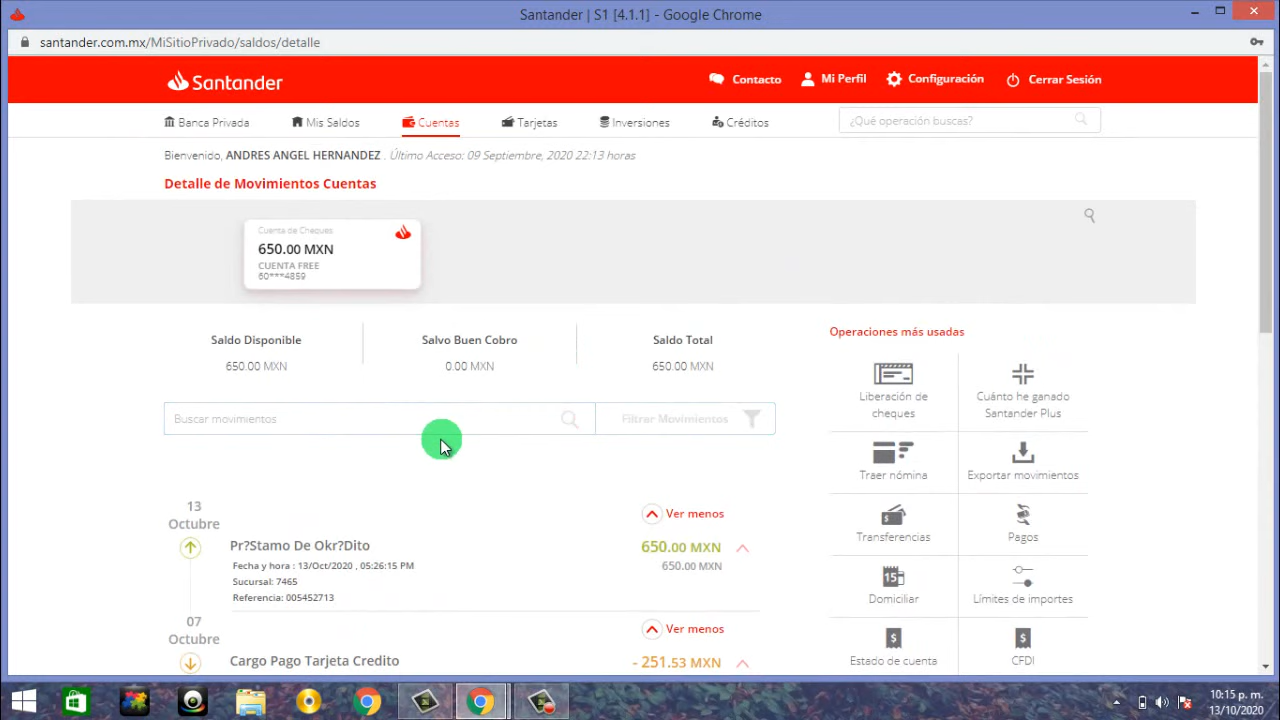 Santander | S1 [4.1.1] - Google Chrome
santander.com.mx/MiSitioPrivado/saldos/detalle
Santander
Contacto
Mi Perfil
Configuración
Cerrar Sesión
Banca Privada
Mis Saldos
Cuentas
Tarjetas
Inversiones
Créditos
¿Qué operación buscas?
Bienvenido, ANDRES ANGEL HERNANDEZ . Último Acceso: 09 Septiembre, 2020 22:13 horas
Detalle de Movimientos Cuentas
Cuenta de Cheques
650.00 MXN
CUENTA FREE
60***4859
Saldo Disponible
650.00 MXN
Salvo Buen Cobro
0.00 MXN
Saldo Total
650.00 MXN
Buscar movimientos
Filtrar Movimientos
13
Octubre
Ver menos
Pr?Stamo De Okr?Dito
650.00 MXN
Fecha y hora : 13/Oct/2020 , 05:26:15 PM
650.00 MXN
Sucursal: 7465
Referencia: 005452713
07
Octubre
Ver menos
Cargo Pago Tarjeta Credito
- 251.53 MXN
Operaciones más usadas
Liberación de
cheques
Cuánto he ganado
Santander Plus
Traer nómina
Exportar movimientos
$
Transferencias
Pagos
15
Domiciliar
Límites de importes
$
Estado de cuenta
$
CFDI
10:15 p. m.
13/10/2020